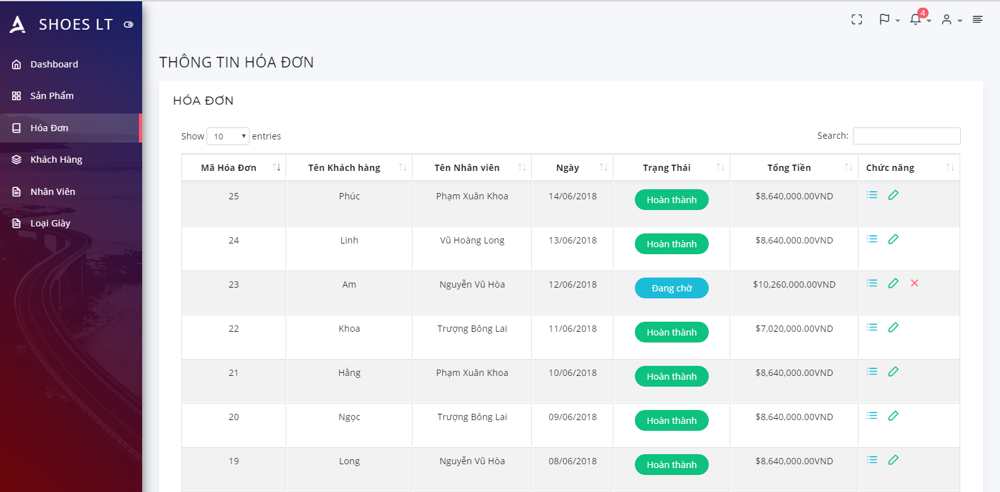 SHOES LT
4
Dashboard
Sản Phẩm
Hóa Đơn
Khách Hàng
Nhân Viên
Loại Giày
THÔNG TIN HÓA ĐƠN
HÓA ĐƠN
Show 10 entries
Search:
Mã Hóa Đơn Tên Khách hàng Tên Nhân viên Ngày Trạng Thái Tổng Tiền Chức năng
25 Phúc Phạm Xuân Khoa 14/06/2018 Hoàn thành $8,640,000.00VND
24 Linh Vũ Hoàng Long 13/06/2018 Hoàn thành $8,640,000.00VND
23 Am Nguyễn Vũ Hòa 12/06/2018 Đang chờ $10,260,000.00VND
22 Khoa Trượng Bông Lai 11/06/2018 Hoàn thành $7,020,000.00VND
21 Hằng Phạm Xuân Khoa 10/06/2018 Hoàn thành $8,640,000.00VND
20 Ngọc Trượng Bông Lai 09/06/2018 Hoàn thành $8,640,000.00VND
19 Long Nguyễn Vũ Hòa 08/06/2018 Hoàn thành $8,640,000.00VND